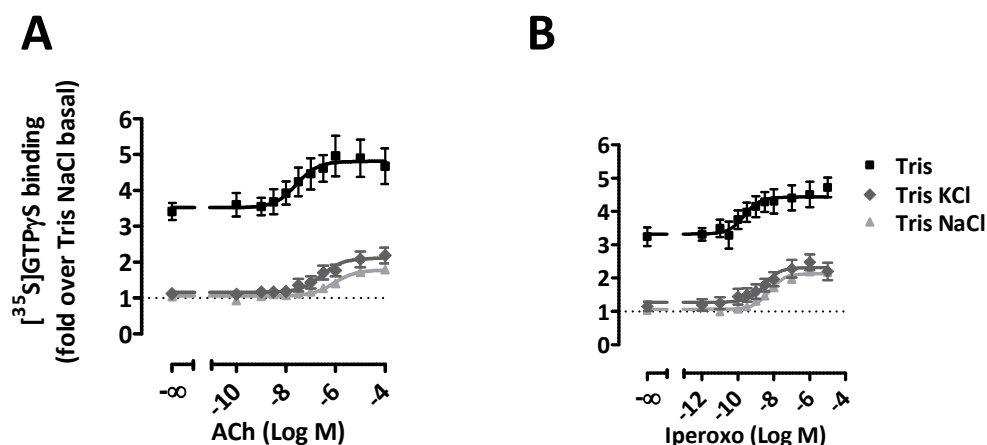 A
B
[³⁵S]GTPγS binding
(fold over Tris NaCl basal)
6
5
4
3
2
1
0
-∞
-10
-8
-6
-4
ACh (Log M)
6
5
4
3
2
1
0
-∞
-12
-10
-8
-6
-4
Iperoxo (Log M)
Tris
Tris KCl
Tris NaCl